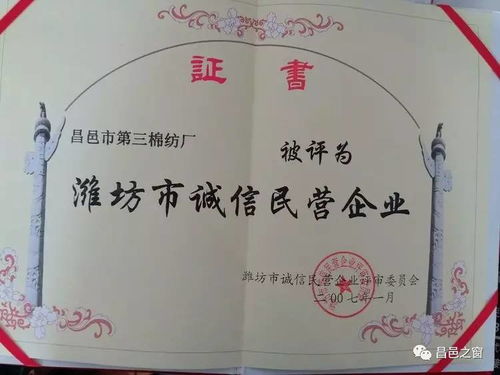 証書
昌邑市第三棉纺厂 被评为
潍坊市诚信民营企业
潍坊市诚信民营企业评审委员会
二00七年一月
昌邑之窗